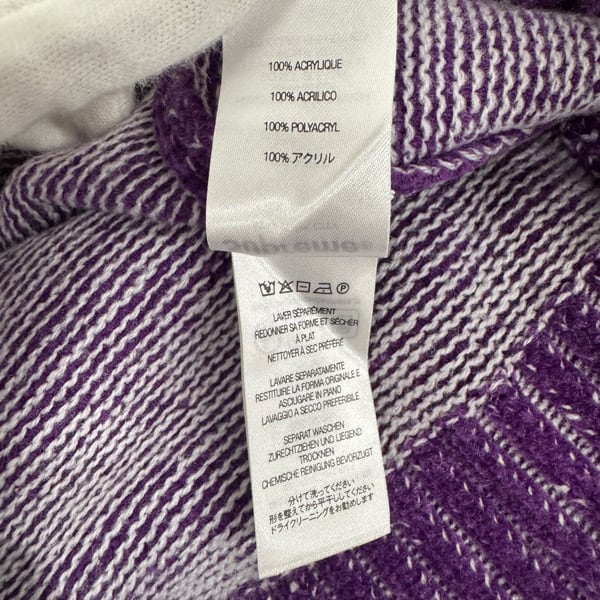 100% ACRYLIQUE
100% ACRILICO
100% POLYACRYL
100% アクリル
LAVER SÉPARÉMENT
REDONNER SA FORME ET SÉCHER
À PLAT
NETTOYER À SEC PRÉFÉRÉ
LAVARE SEPARATAMENTE
RESTITUIRE LA FORMA ORIGINALE E
ASCIUGARE IN PIANO
LAVAGGIO A SECCO PREFERIBILE
SEPARAT WASCHEN
ZURECHTZIEHEN UND LIEGEND
TROCKNEN
CHEMISCHE REINIGUNG BEVORZUGT
分けて洗ってください
形を整えてから平干ししてください
ドライクリーニングをお勧めします